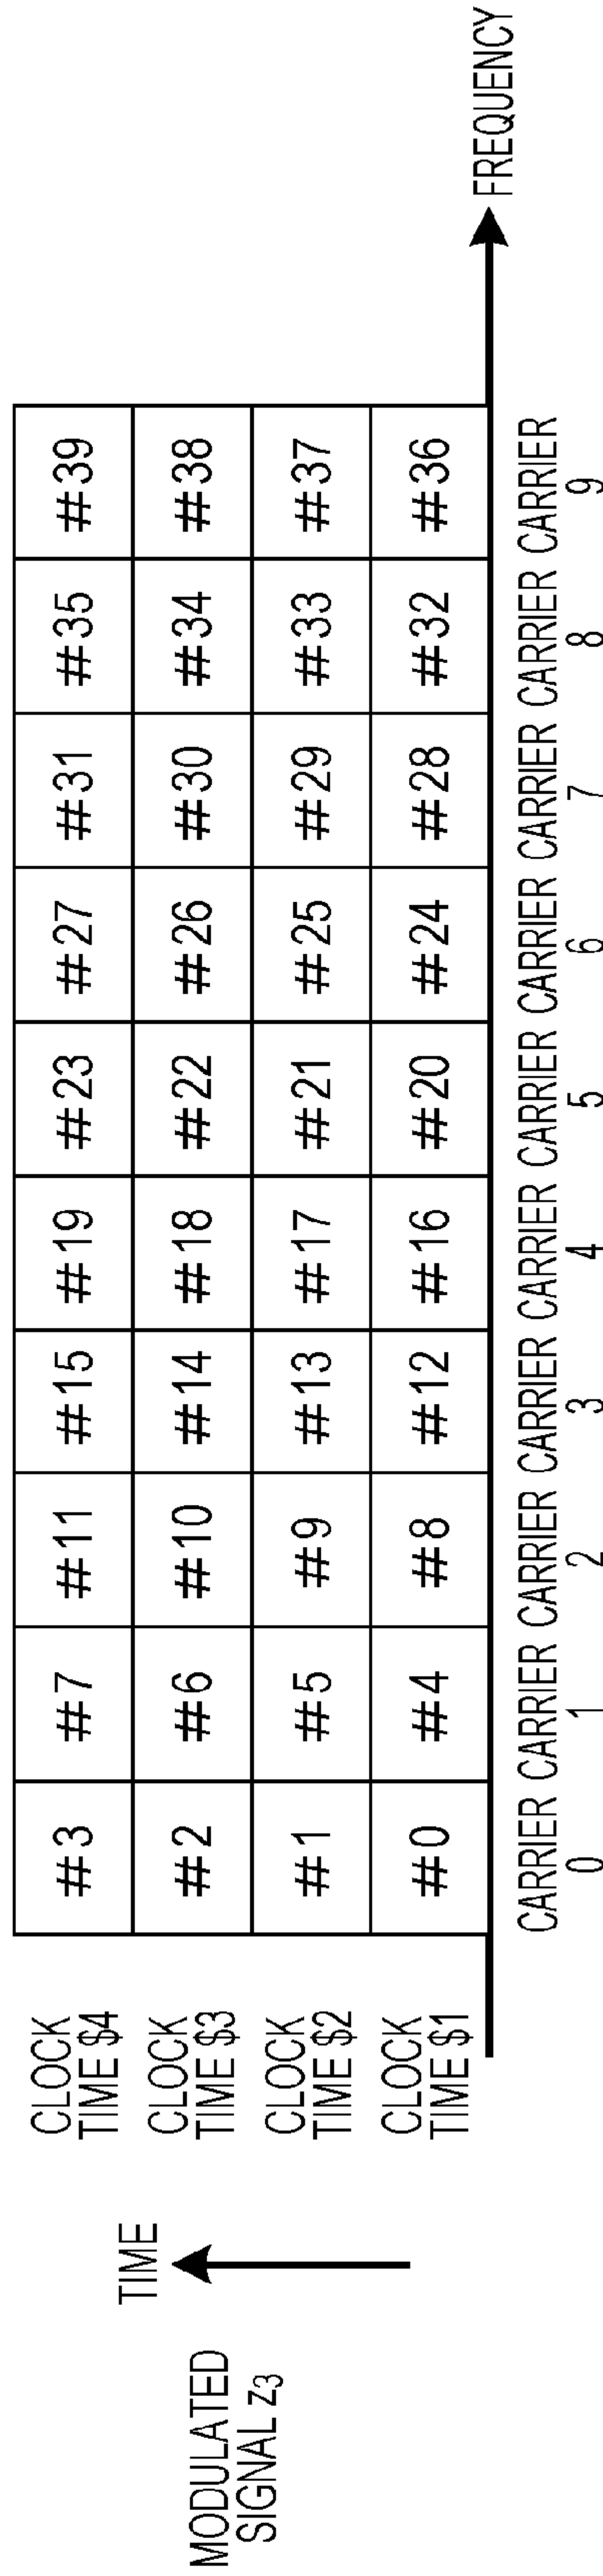 MODULATED
SIGNAL z3
TIME
CLOCK
TIME $4
#3 #7 #11 #15 #19 #23 #27 #31 #35 #39
CLOCK
TIME $3
#2 #6 #10 #14 #18 #22 #26 #30 #34 #38
CLOCK
TIME $2
#1 #5 #9 #13 #17 #21 #25 #29 #33 #37
CLOCK
TIME $1
#0 #4 #8 #12 #16 #20 #24 #28 #32 #36
FREQUENCY
CARRIER CARRIER CARRIER CARRIER CARRIER CARRIER CARRIER CARRIER CARRIER CARRIER
0 1 2 3 4 5 6 7 8 9